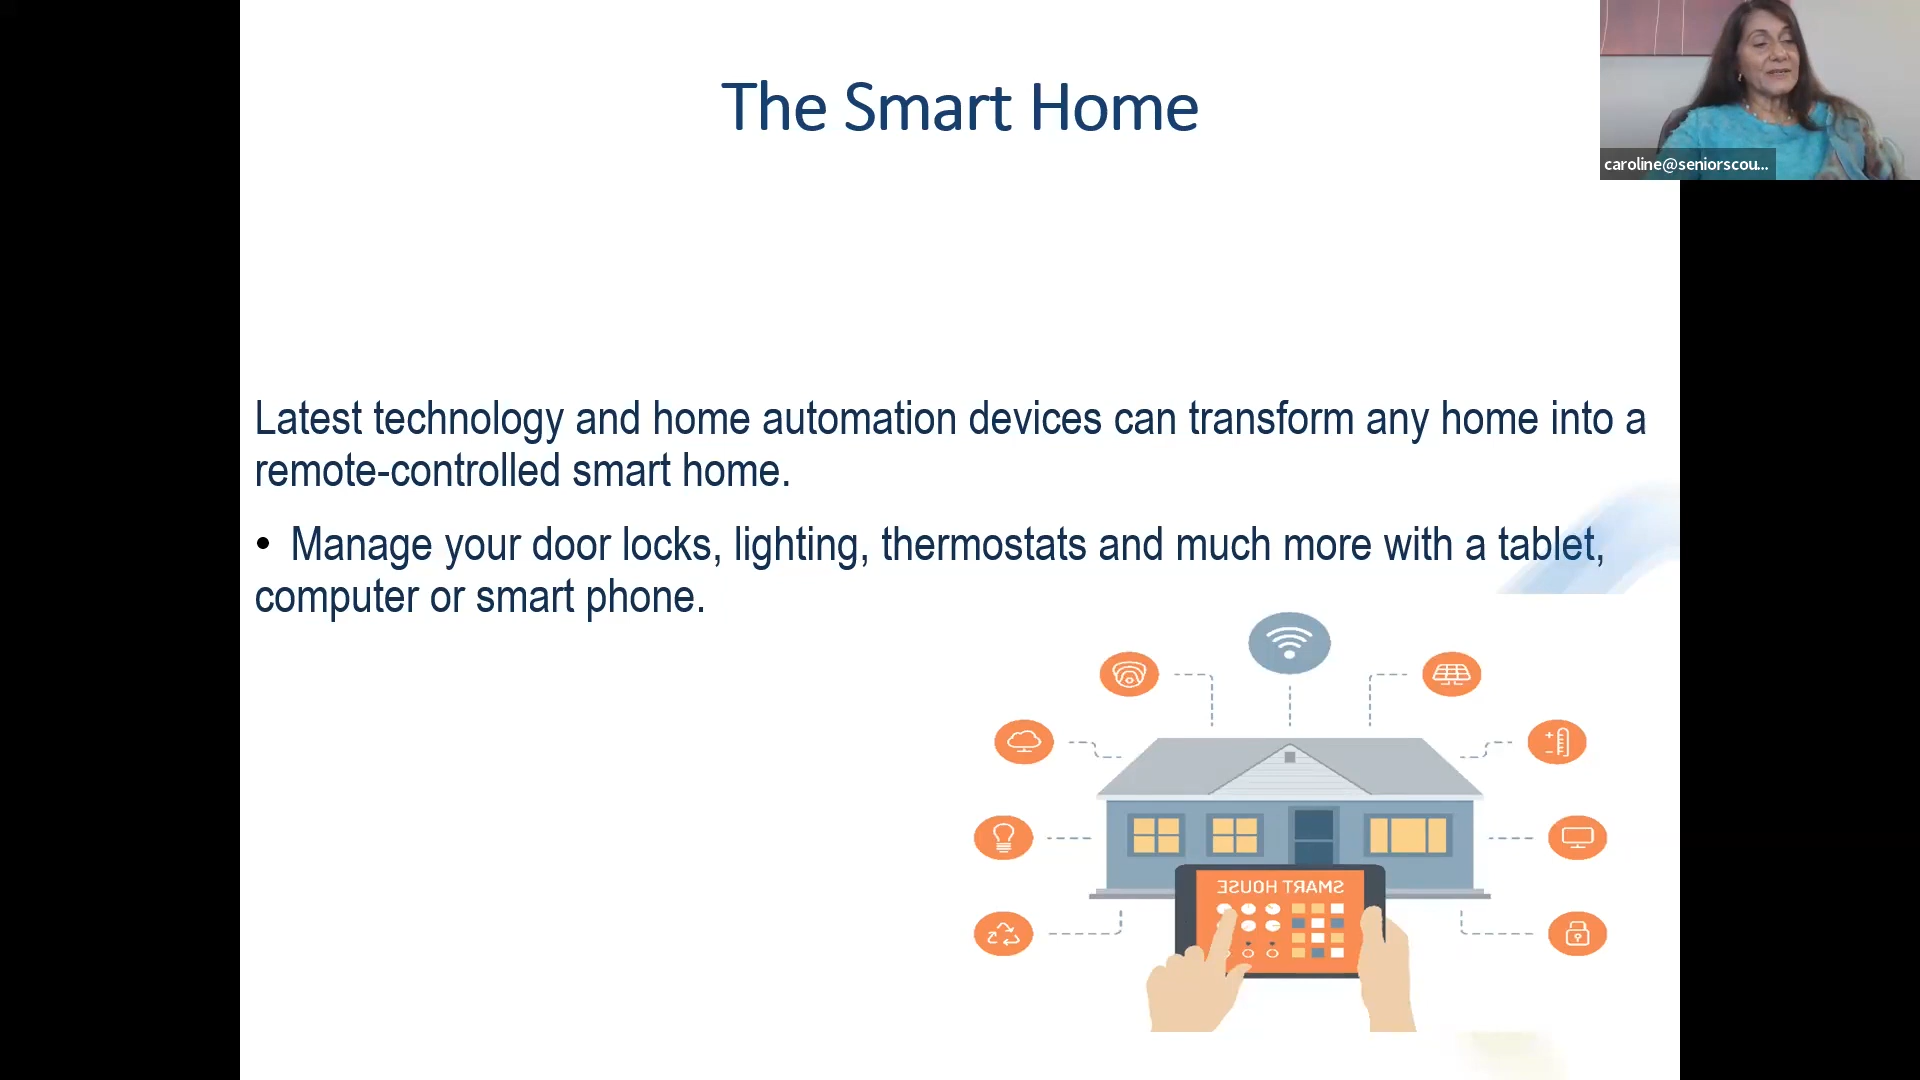 The Smart Home
caroline@seniorscou...
Latest technology and home automation devices can transform any home into a
remote-controlled smart home.
• Manage your door locks, lighting, thermostats and much more with a tablet,
computer or smart phone.
SMART HOUSE